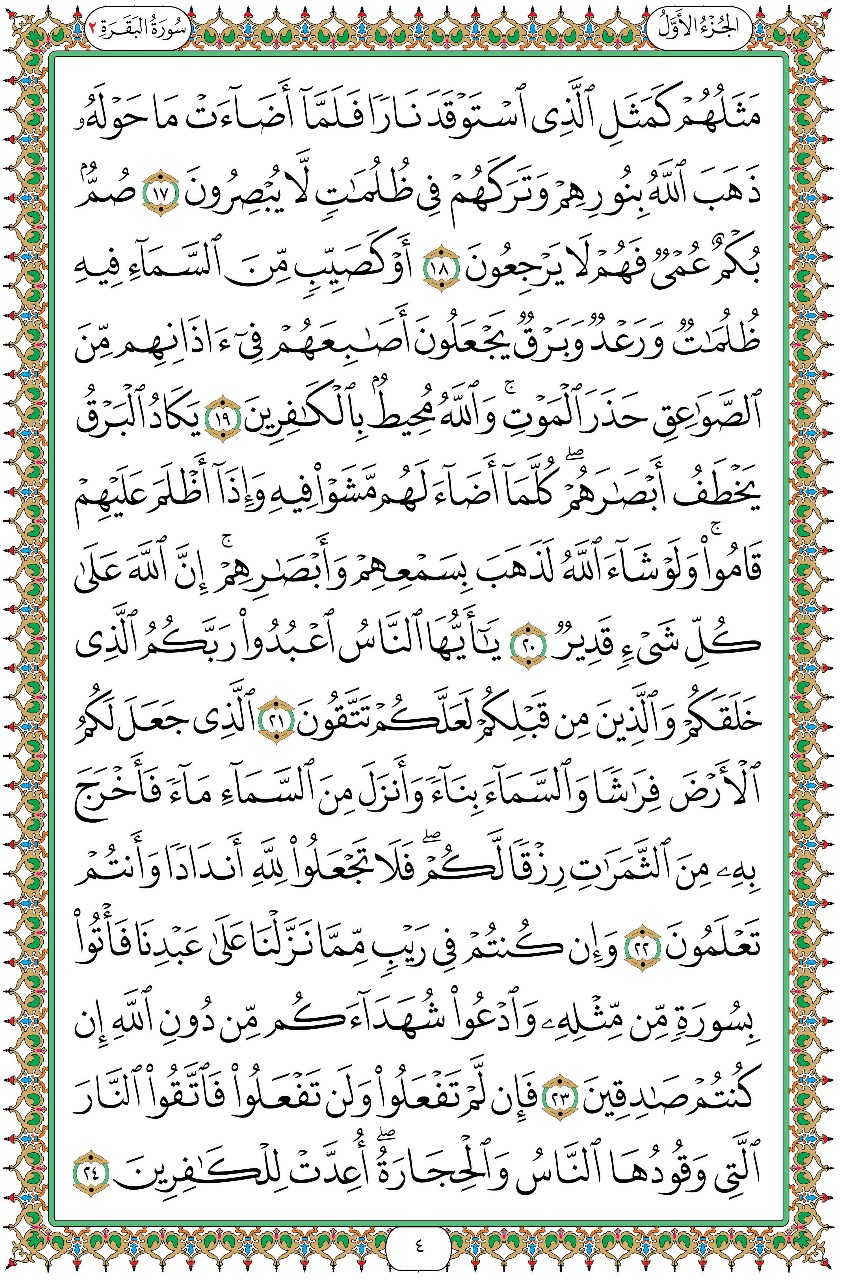 الجُزْءُ الأَوَّلُ
سُورَةُ البَقَرَةِ ٢
مَثَلُهُمْ كَمَثَلِ ٱلَّذِى ٱسْتَوْقَدَ نَارًا فَلَمَّآ أَضَآءَتْ مَا حَوْلَهُۥ
ذَهَبَ ٱللَّهُ بِنُورِهِمْ وَتَرَكَهُمْ فِى ظُلُمَٰتٍ لَّا يُبْصِرُونَ ١٧ صُمٌّۢ
بُكْمٌ عُمْىٌ فَهُمْ لَا يَرْجِعُونَ ١٨ أَوْ كَصَيِّبٍ مِّنَ ٱلسَّمَآءِ فِيهِ
ظُلُمَٰتٌ وَرَعْدٌ وَبَرْقٌ يَجْعَلُونَ أَصَٰبِعَهُمْ فِىٓ ءَاذَانِهِم مِّنَ
ٱلصَّوَٰعِقِ حَذَرَ ٱلْمَوْتِ ۚ وَٱللَّهُ مُحِيطٌۢ بِٱلْكَٰفِرِينَ ١٩ يَكَادُ ٱلْبَرْقُ
يَخْطَفُ أَبْصَٰرَهُمْ ۖ كُلَّمَآ أَضَآءَ لَهُم مَّشَوْا۟ فِيهِ وَإِذَآ أَظْلَمَ عَلَيْهِمْ
قَامُوا۟ ۚ وَلَوْ شَآءَ ٱللَّهُ لَذَهَبَ بِسَمْعِهِمْ وَأَبْصَٰرِهِمْ ۚ إِنَّ ٱللَّهَ عَلَىٰ
كُلِّ شَىْءٍ قَدِيرٌ ٢٠ يَٰٓأَيُّهَا ٱلنَّاسُ ٱعْبُدُوا۟ رَبَّكُمُ ٱلَّذِى
خَلَقَكُمْ وَٱلَّذِينَ مِن قَبْلِكُمْ لَعَلَّكُمْ تَتَّقُونَ ٢١ ٱلَّذِى جَعَلَ لَكُمُ
ٱلْأَرْضَ فِرَٰشًا وَٱلسَّمَآءَ بِنَآءً وَأَنزَلَ مِنَ ٱلسَّمَآءِ مَآءً فَأَخْرَجَ
بِهِۦ مِنَ ٱلثَّمَرَٰتِ رِزْقًا لَّكُمْ ۖ فَلَا تَجْعَلُوا۟ لِلَّهِ أَندَادًا وَأَنتُمْ
تَعْلَمُونَ ٢٢ وَإِن كُنتُمْ فِى رَيْبٍ مِّمَّا نَزَّلْنَا عَلَىٰ عَبْدِنَا فَأْتُوا۟
بِسُورَةٍ مِّن مِّثْلِهِۦ وَٱدْعُوا۟ شُهَدَآءَكُم مِّن دُونِ ٱللَّهِ إِن
كُنتُمْ صَٰدِقِينَ ٢٣ فَإِن لَّمْ تَفْعَلُوا۟ وَلَن تَفْعَلُوا۟ فَٱتَّقُوا۟ ٱلنَّارَ
ٱلَّتِى وَقُودُهَا ٱلنَّاسُ وَٱلْحِجَارَةُ ۖ أُعِدَّتْ لِلْكَٰفِرِينَ ٢٤
٤